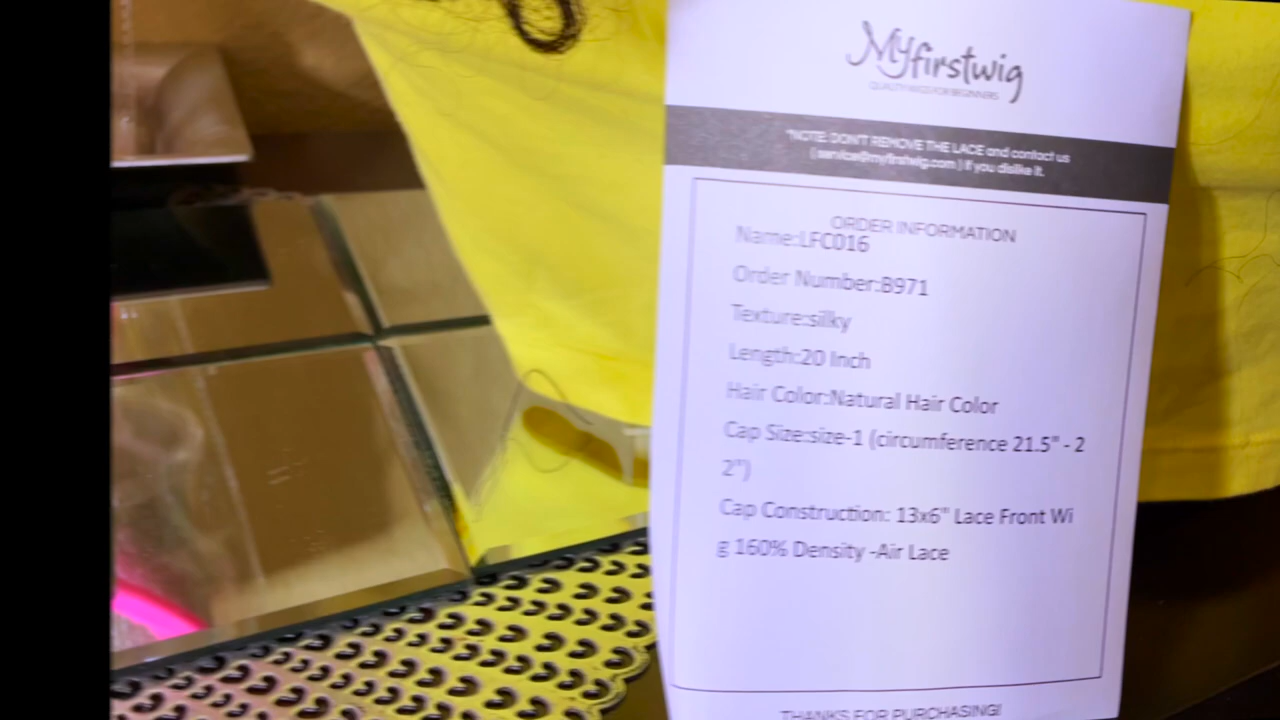 Myfirstwig
QUALITY WIGS FOR BEGINNERS
*NOTE: DON'T REMOVE THE LACE and contact us
( service@myfirstwig.com ) if you dislike it.
ORDER INFORMATION
Name:LFC016
Order Number:B971
Texture:silky
Length:20 Inch
Hair Color:Natural Hair Color
Cap Size:size-1 (circumference 21.5" - 2
2")
Cap Construction: 13x6" Lace Front Wi
g 160% Density -Air Lace
THANKS FOR PURCHASING!